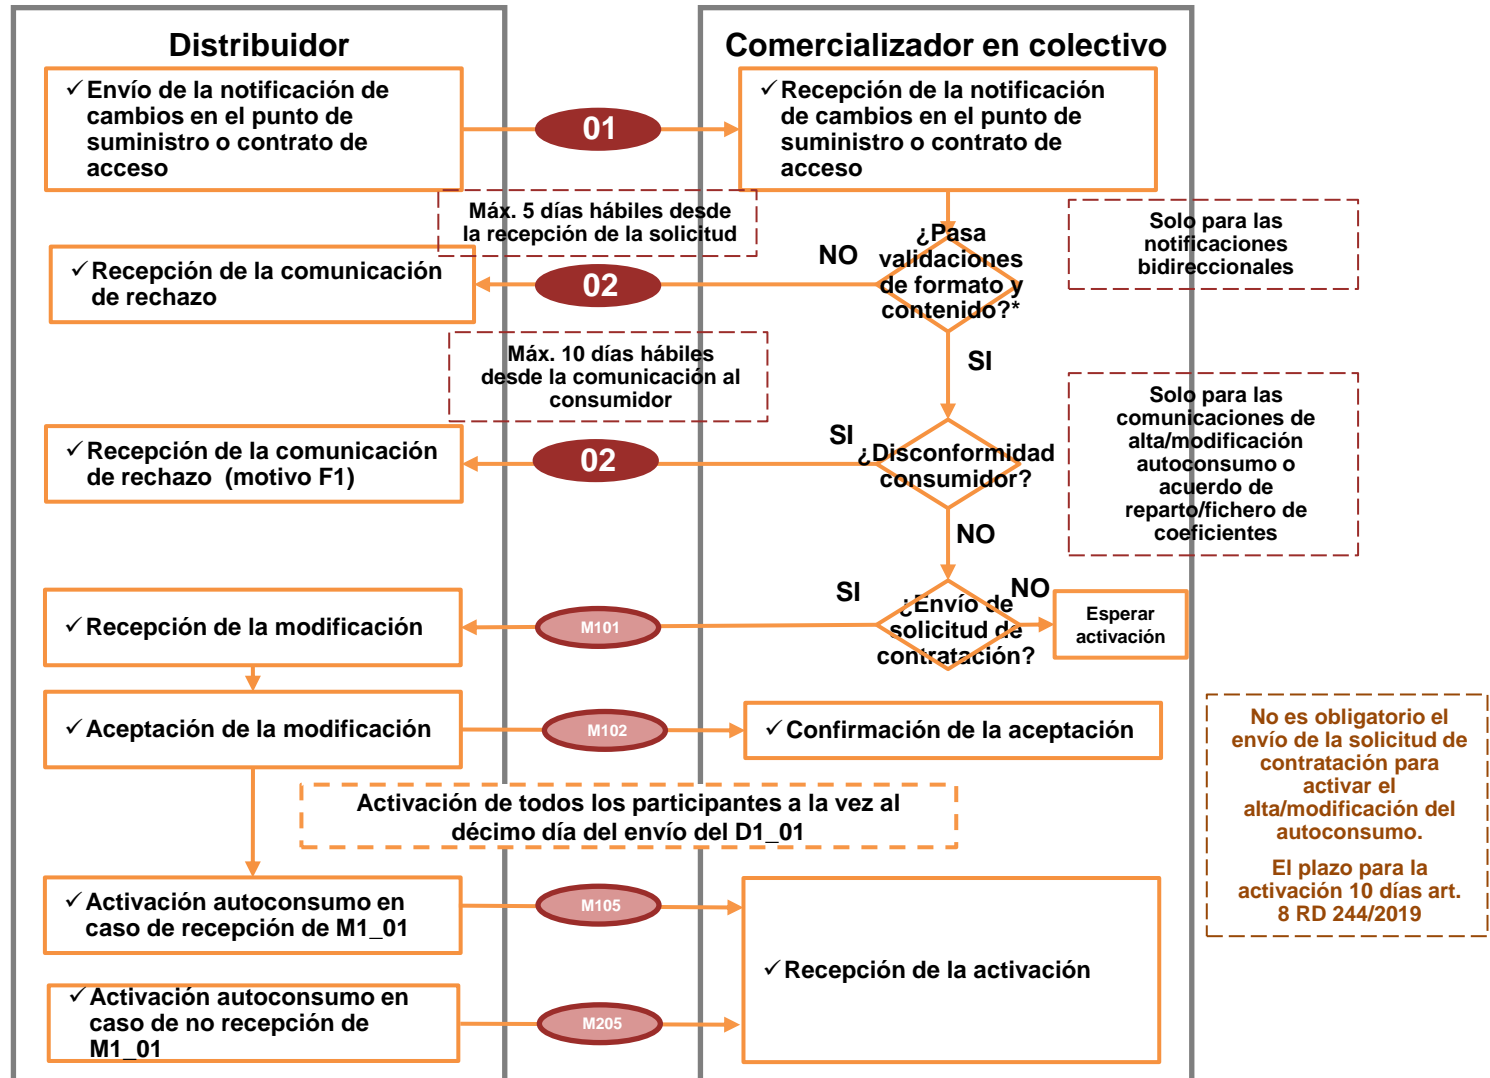 Distribuidor
Comercializador en colectivo
✓ Envío de la notificación de
cambios en el punto de
suministro o contrato de
acceso
01
✓ Recepción de la notificación
de cambios en el punto de
suministro o contrato de
acceso
Máx. 5 días hábiles desde
la recepción de la solicitud
Solo para las
notificaciones
bidireccionales
✓ Recepción de la comunicación
de rechazo
02
NO
¿Pasa
validaciones
de formato y
contenido?*
SI
Máx. 10 días hábiles
desde la comunicación al
consumidor
Solo para las
comunicaciones de
alta/modificación
autoconsumo o
acuerdo de
reparto/fichero de
coeficientes
✓ Recepción de la comunicación
de rechazo (motivo F1)
02
SI
¿Disconformidad
consumidor?
NO
✓ Recepción de la modificación
M101
SI
¿Envío de
solicitud de
contratación?
NO
Esperar
activación
✓ Aceptación de la modificación
M102
✓ Confirmación de la aceptación
No es obligatorio el
envío de la solicitud de
contratación para
activar el
alta/modificación del
autoconsumo.
El plazo para la
activación 10 días art.
8 RD 244/2019
Activación de todos los participantes a la vez al
décimo día del envío del D1_01
✓ Activación autoconsumo en
caso de recepción de M1_01
M105
✓ Recepción de la activación
✓ Activación autoconsumo en
caso de no recepción de
M1_01
M205